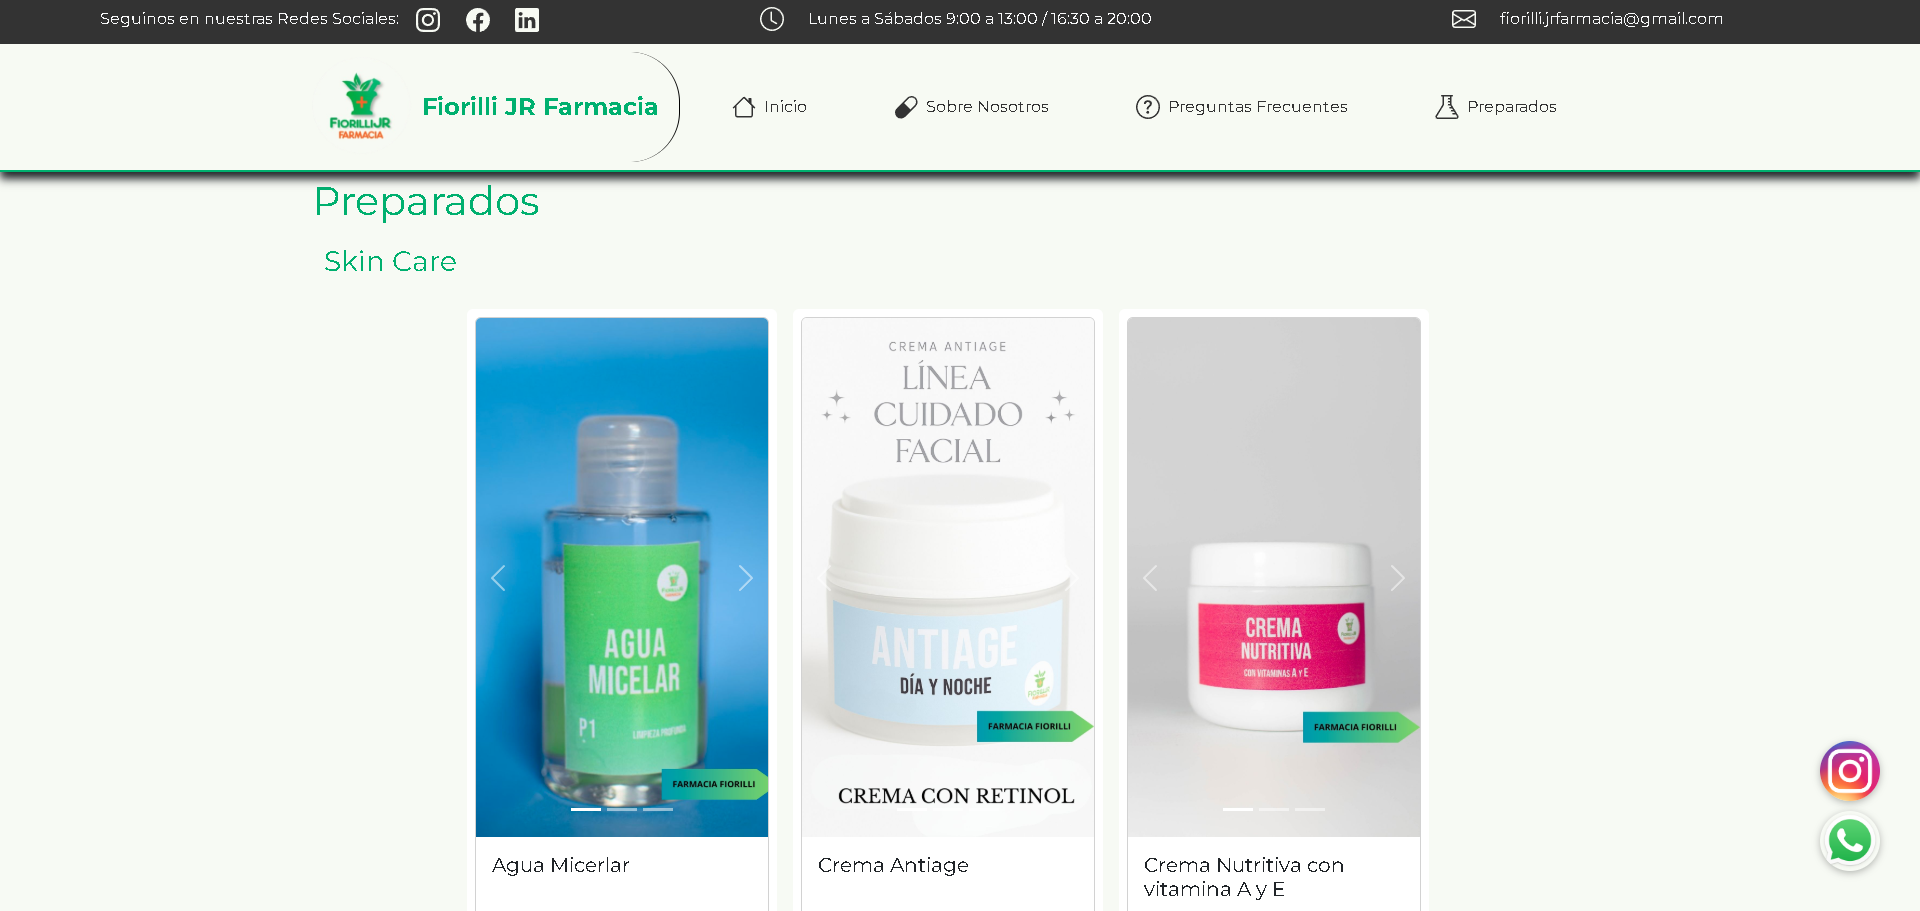 Seguinos en nuestras Redes Sociales:
Lunes a Sábados 9:00 a 13:00 / 16:30 a 20:00
fiorilli.jrfarmacia@gmail.com
FIORILLIJR
FARMACIA
Fiorilli JR Farmacia
Inicio
Sobre Nosotros
Preguntas Frecuentes
Preparados
Preparados
Skin Care
FIORILLIJR
AGUA
MICELAR
P1
LIMPIEZA PROFUNDA
FARMACIA FIORILLI
Agua Micerlar
CREMA ANTIAGE
LÍNEA
CUIDADO
FACIAL
ANTIAGE
DÍA Y NOCHE
FIORILLIJR
FARMACIA FIORILLI
CREMA CON RETINOL
Crema Antiage
CREMA
NUTRITIVA
CON VITAMINAS A Y E
FIORILLIJR
FARMACIA FIORILLI
Crema Nutritiva con
vitamina A y E